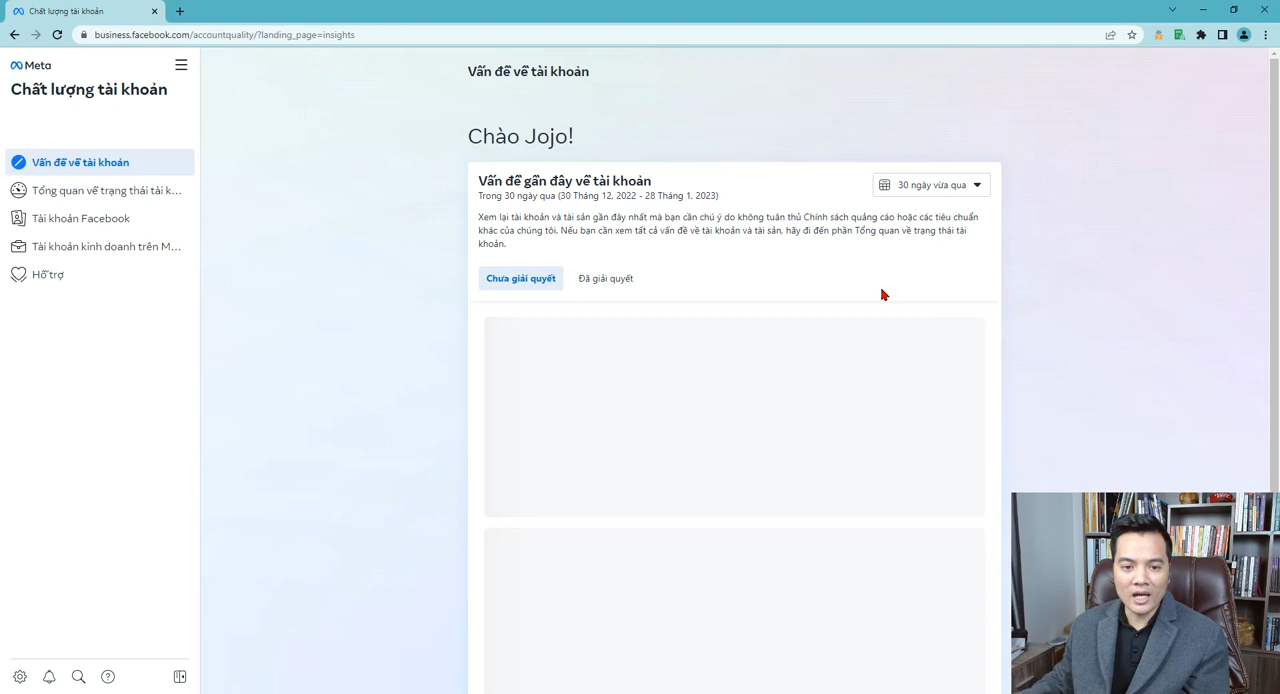 Chất lượng tài khoản
business.facebook.com/accountquality/?landing_page=insights
Meta
Chất lượng tài khoản
Vấn đề về tài khoản
Tổng quan về trạng thái tài k...
Tài khoản Facebook
Tài khoản kinh doanh trên M...
Hỗ trợ
Vấn đề về tài khoản
Chào Jojo!
Vấn đề gần đây về tài khoản
Trong 30 ngày qua (30 Tháng 12, 2022 - 28 Tháng 1, 2023)
30 ngày vừa qua
Xem lại tài khoản và tài sản gần đây nhất mà bạn cần chú ý do không tuân thủ Chính sách quảng cáo hoặc các tiêu chuẩn
khác của chúng tôi. Nếu bạn cần xem tất cả vấn đề về tài khoản và tài sản, hãy đi đến phần Tổng quan về trạng thái tài
khoản.
Chưa giải quyết
Đã giải quyết